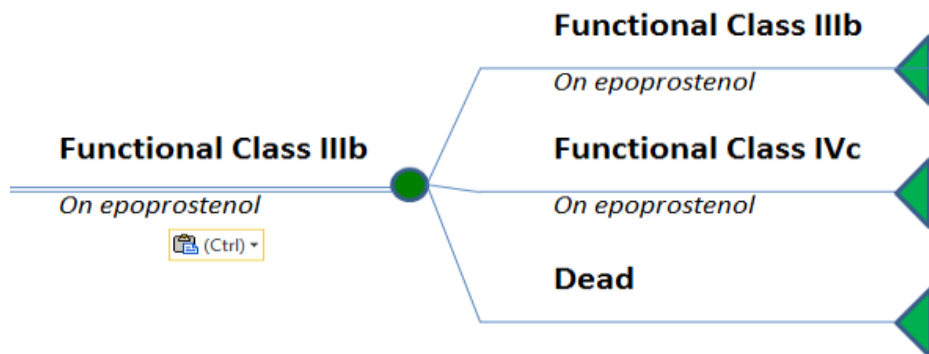 Functional Class IIIb
On epoprostenol
Functional Class IIIb
On epoprostenol
(Ctrl)
Functional Class IVc
On epoprostenol
Dead